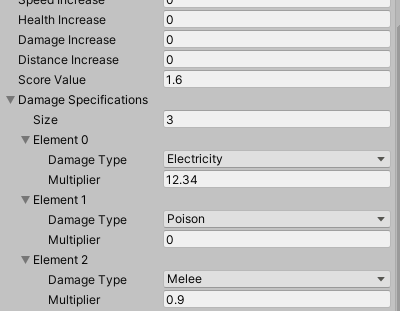 Speed Increase 0
Health Increase 0
Damage Increase 0
Distance Increase 0
Score Value 1.6
Damage Specifications
Size 3
Element 0
Damage Type Electricity
Multiplier 12.34
Element 1
Damage Type Poison
Multiplier 0
Element 2
Damage Type Melee
Multiplier 0.9